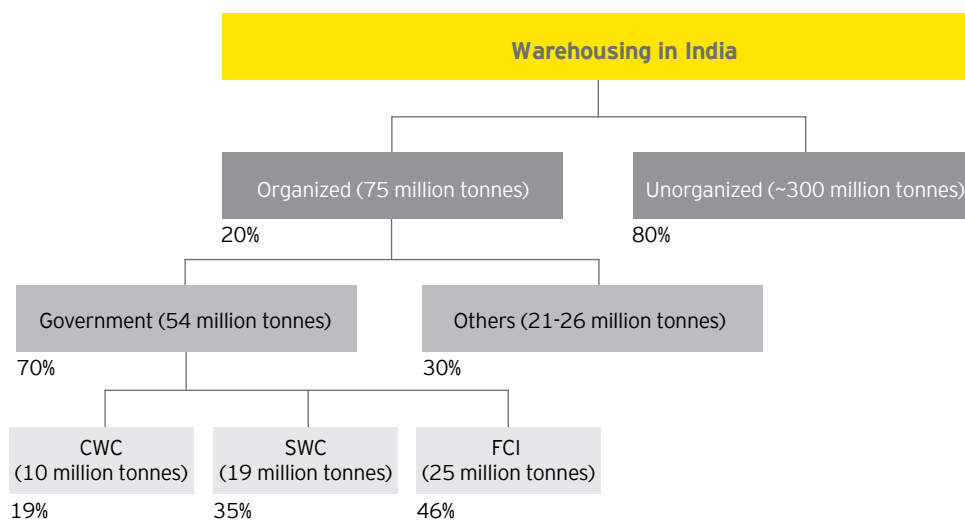 Warehousing in India
Organized (75 million tonnes)
Unorganized (~300 million tonnes)
20%
80%
Government (54 million tonnes)
Others (21-26 million tonnes)
70%
30%
CWC
(10 million tonnes)
SWC
(19 million tonnes)
FCI
(25 million tonnes)
19%
35%
46%